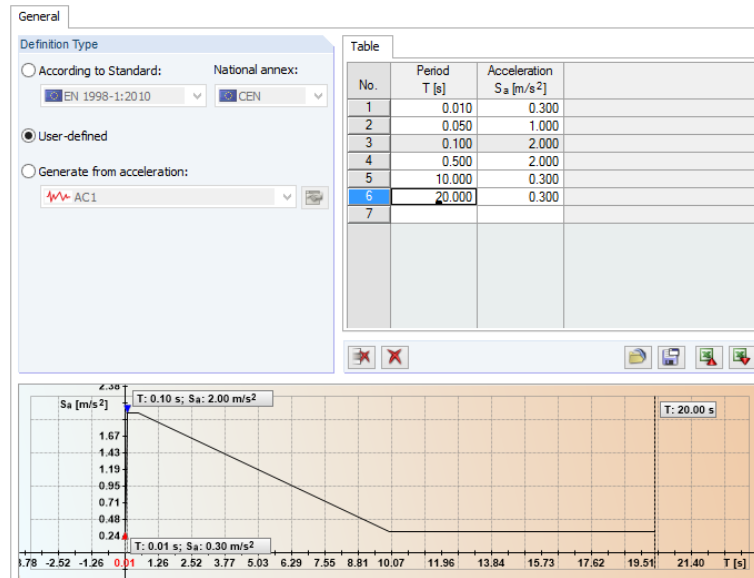 General
Definition Type
According to Standard: National annex:
EN 1998-1:2010 CEN
User-defined
Generate from acceleration:
AC1
Table
No. Period T [s] Acceleration Sa [m/s²]
1 0.010 0.300
2 0.050 1.000
3 0.100 2.000
4 0.500 2.000
5 10.000 0.300
6 20.000 0.300
7
2.38
Sa [m/s²]
T: 0.10 s; Sa: 2.00 m/s²
T: 20.00 s
1.67
1.43
1.19
0.95
0.71
0.48
0.24
T: 0.01 s; Sa: 0.30 m/s²
.78 -2.52 -1.26 0.01 1.26 2.52 3.77 5.03 6.29 7.55 8.81 10.07 11.96 13.84 15.73 17.62 19.51 21.40 T [s]